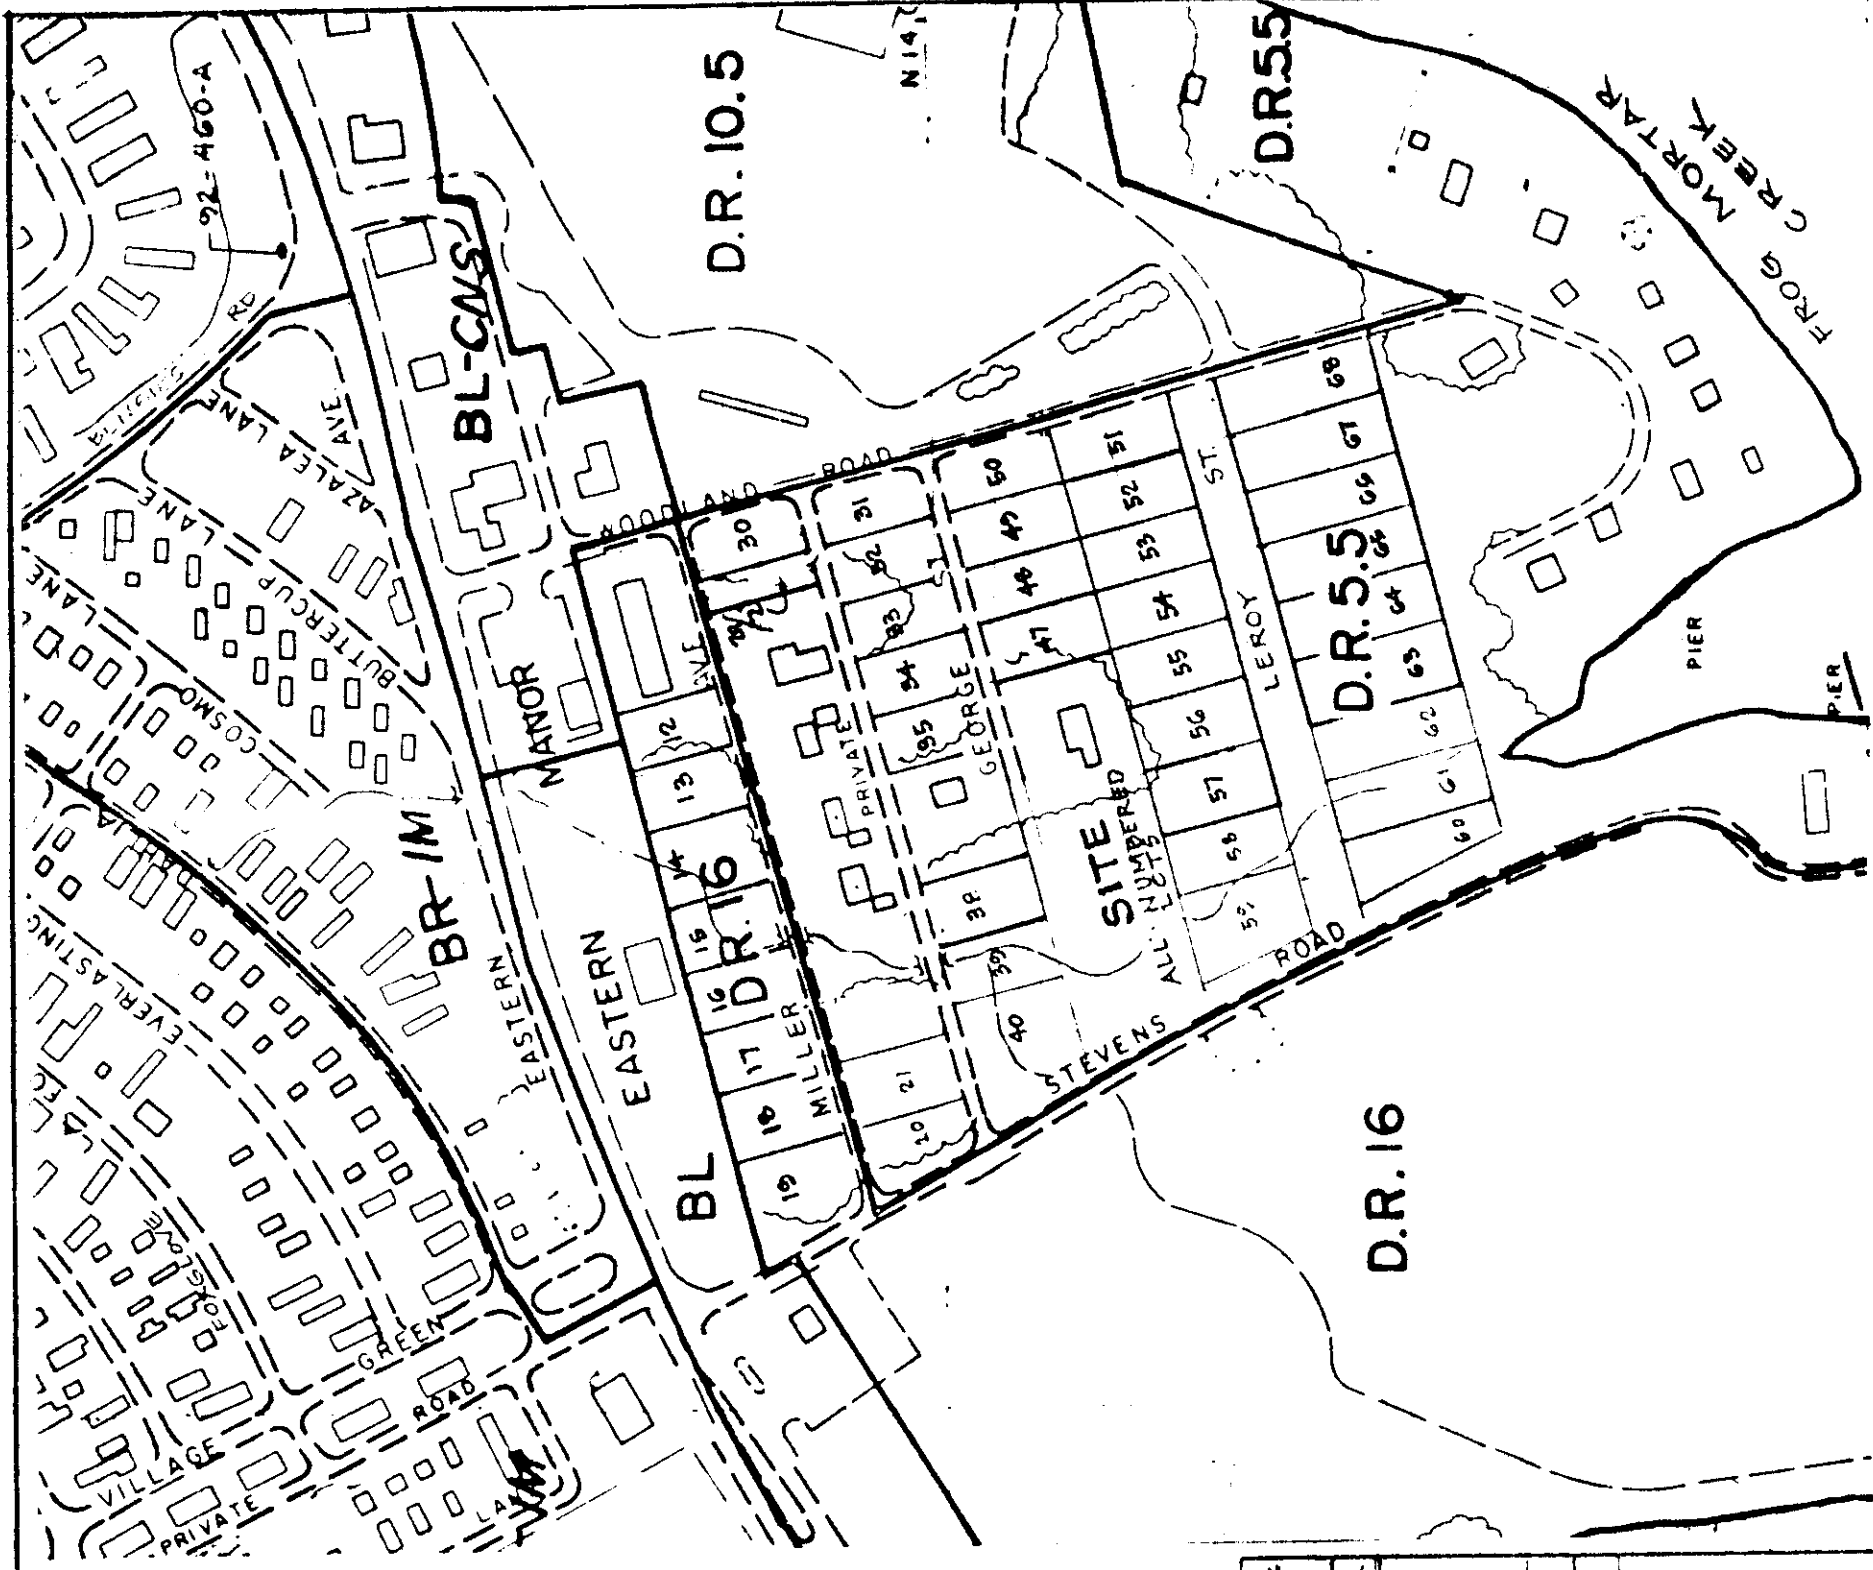 92-460-A
D.R. 10.5
N14,
D.R.5.5
MORTAR
CREEK
FROG
RD
AVE
AZALEA LANE
LANE
BUTTERCUP
LANE
COSMO
BL-CNS
WOODLAND
ROAD
MANOR
AVE
BR-1M
EASTERN
EASTERN
BL
D.R. 16
MILLER
PRIVATE
ST
GEORGE
ST.
LEROY
D.R.5.5
SITE
ALL NUMBERED
LOTS
STEVENS
ROAD
PIER
PIER
EVERLASTING
FOXGLOVE
GREEN
VILLAGE
ROAD
PRIVATE
D.R.16
12
13
14
15
16
17
18
19
20
21
30
31
32
33
34
35
38
39
40
47
48
49
50
51
52
53
54
55
56
57
58
59
60
61
62
63
64
65
66
67
68